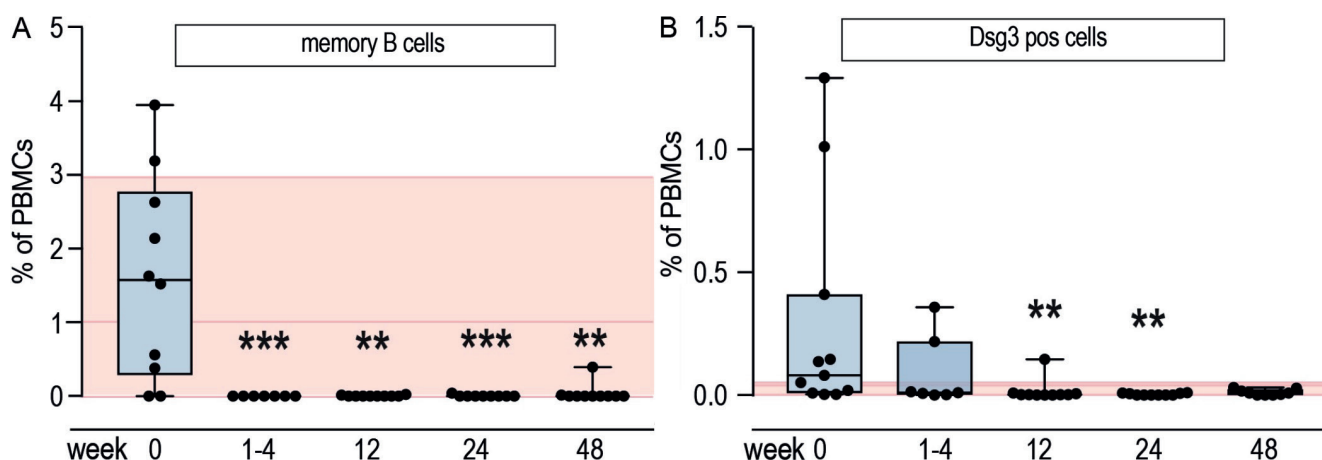 A
memory B cells
% of PBMCs
5
4
3
2
1
0
*** ** *** **
week 0 1-4 12 24 48
B
Dsg3 pos cells
% of PBMCs
1.5
1.0
0.5
0.0
** **
week 0 1-4 12 24 48